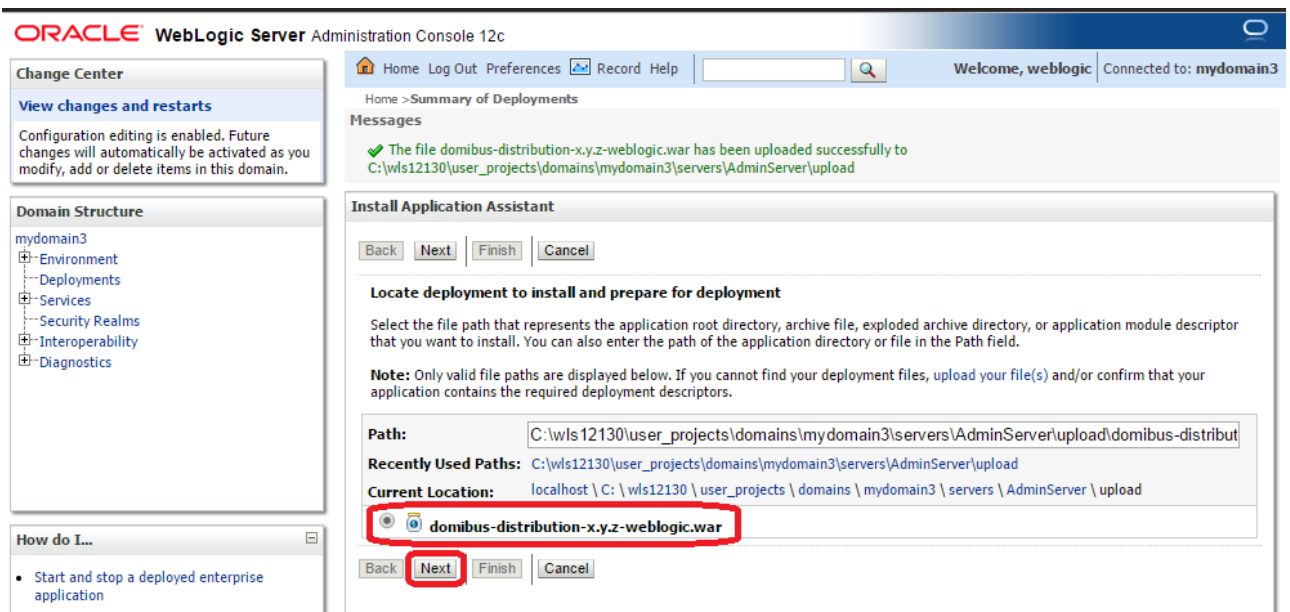 ORACLE WebLogic Server Administration Console 12c
Change Center
View changes and restarts
Configuration editing is enabled. Future
changes will automatically be activated as you
modify, add or delete items in this domain.
Domain Structure
mydomain3
Environment
Deployments
Services
Security Realms
Interoperability
Diagnostics
How do I...
Start and stop a deployed enterprise
application
Home Log Out Preferences Record Help
Welcome, weblogic Connected to: mydomain3
Home >Summary of Deployments
Messages
The file domibus-distribution-x.y.z-weblogic.war has been uploaded successfully to
C:\wls12130\user_projects\domains\mydomain3\servers\AdminServer\upload
Install Application Assistant
Back Next Finish Cancel
Locate deployment to install and prepare for deployment
Select the file path that represents the application root directory, archive file, exploded archive directory, or application module descriptor
that you want to install. You can also enter the path of the application directory or file in the Path field.
Note: Only valid file paths are displayed below. If you cannot find your deployment files, upload your file(s) and/or confirm that your
application contains the required deployment descriptors.
Path: C:\wls12130\user_projects\domains\mydomain3\servers\AdminServer\upload\domibus-distribut
Recently Used Paths: C:\wls12130\user_projects\domains\mydomain3\servers\AdminServer\upload
Current Location: localhost \ C: \ wls12130 \ user_projects \ domains \ mydomain3 \ servers \ AdminServer \ upload
domibus-distribution-x.y.z-weblogic.war
Back Next Finish Cancel